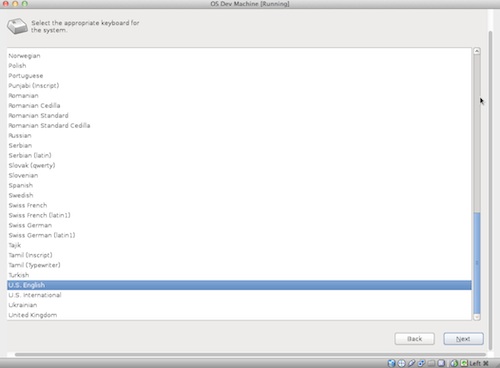 OS Dev Machine [Running]
Select the appropriate keyboard for
the system.
Norwegian
Polish
Portuguese
Punjabi (Inscript)
Romanian
Romanian Cedilla
Romanian Standard
Romanian Standard Cedilla
Russian
Serbian
Serbian (latin)
Slovak (qwerty)
Slovenian
Spanish
Swedish
Swiss French
Swiss French (latin1)
Swiss German
Swiss German (latin1)
Tajik
Tamil (Inscript)
Tamil (Typewriter)
Turkish
U.S. English
U.S. International
Ukrainian
United Kingdom
Back
Next
Left ⌘